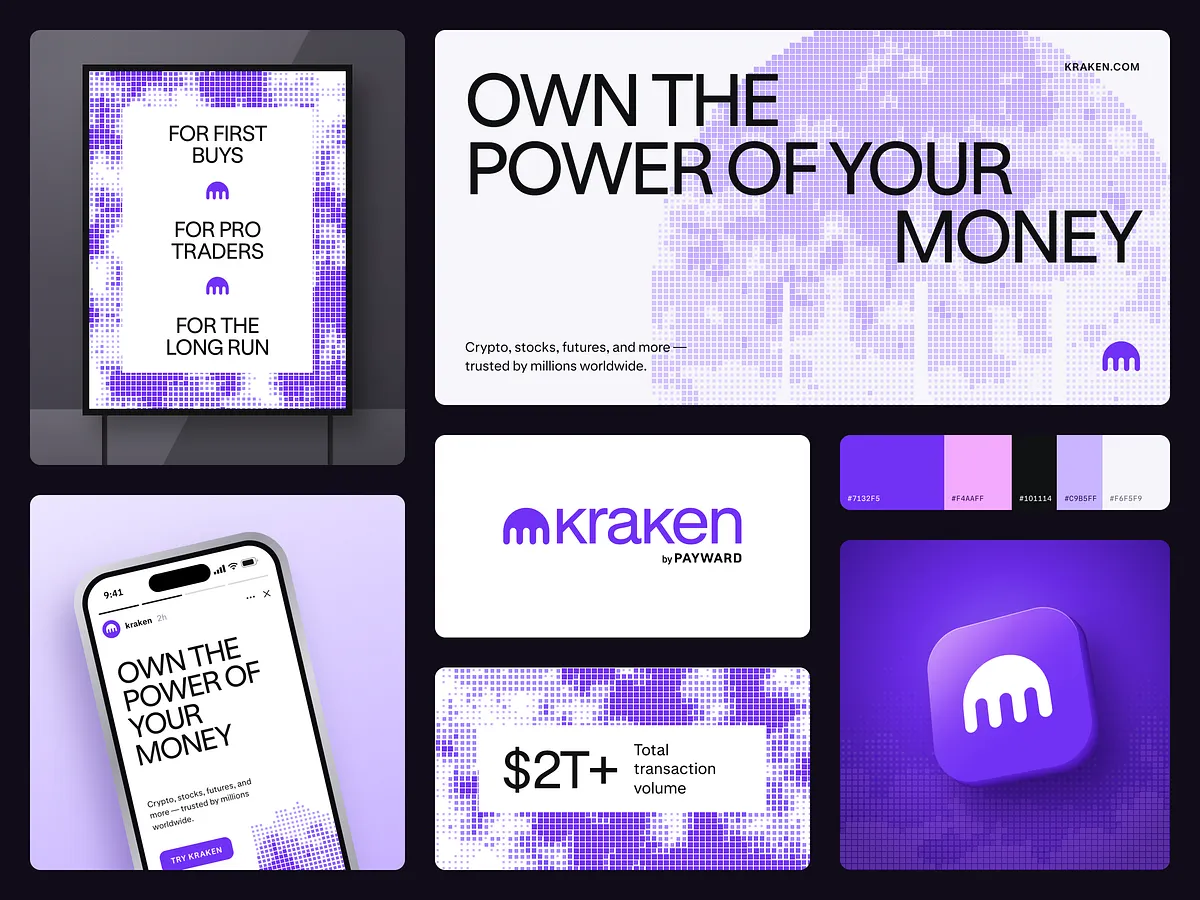 FOR FIRST
BUYS
FOR PRO
TRADERS
FOR THE
LONG RUN
KRAKEN.COM
OWN THE
POWER OF YOUR
MONEY
Crypto, stocks, futures, and more —
trusted by millions worldwide.
kraken
by PAYWARD
#7132F5
#F4AAFF
#101114
#C9B5FF
#F6F5F9
9:41
kraken 2h
OWN THE
POWER OF
YOUR
MONEY
Crypto, stocks, futures, and
more — trusted by millions
worldwide.
TRY KRAKEN
$2T+
Total
transaction
volume